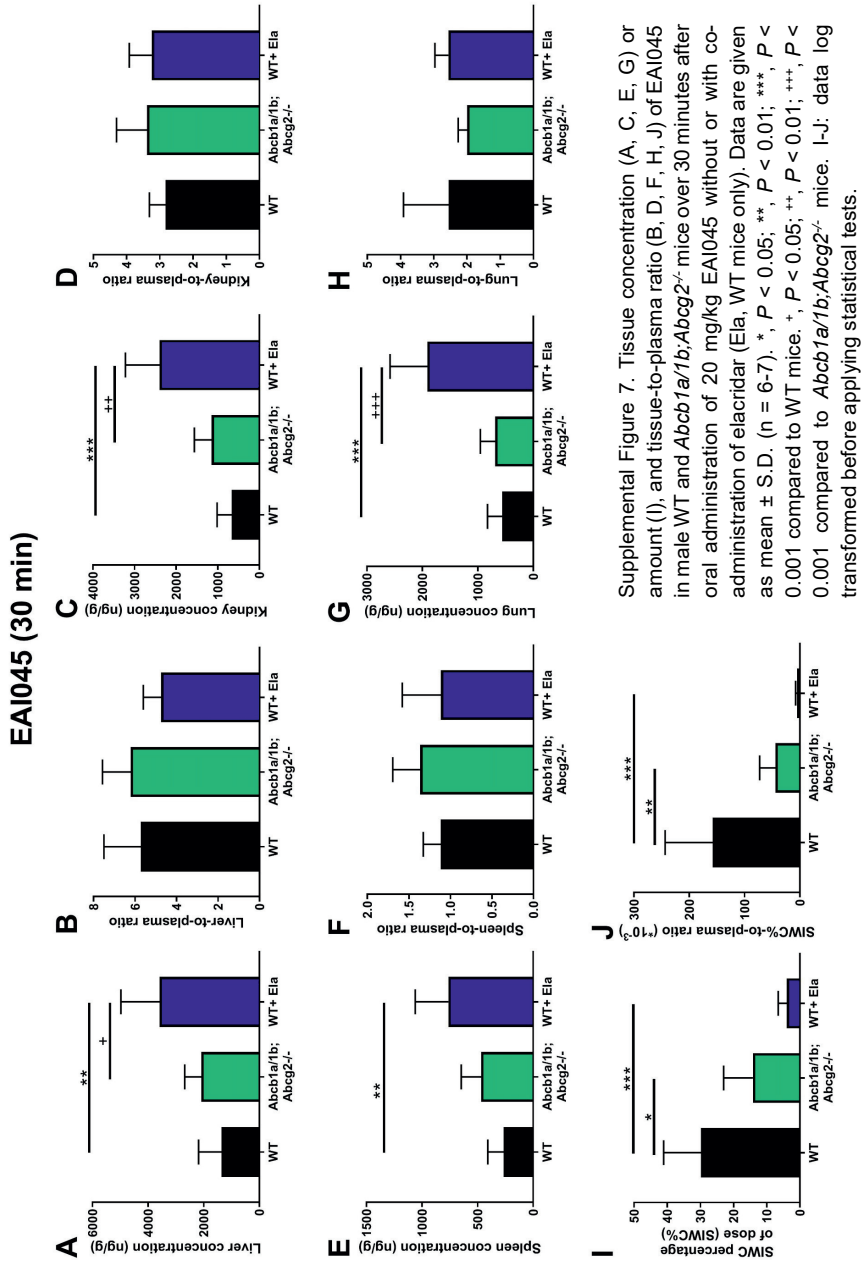 EAI045 (30 min)
A
Liver concentration (ng/g)
6000
4000
2000
0
**
+
WT
Abcb1a/1b;
Abcg2-/-
WT+ Ela
B
Liver-to-plasma ratio
8
6
4
2
0
WT
Abcb1a/1b;
Abcg2-/-
WT+ Ela
C
Kidney concentration (ng/g)
4000
3000
2000
1000
0
***
++
WT
Abcb1a/1b;
Abcg2-/-
WT+ Ela
D
Kidney-to-plasma ratio
5
4
3
2
1
0
WT
Abcb1a/1b;
Abcg2-/-
WT+ Ela
E
Spleen concentration (ng/g)
1500
1000
500
0
**
WT
Abcb1a/1b;
Abcg2-/-
WT+ Ela
F
Spleen-to-plasma ratio
2.0
1.5
1.0
0.5
0.0
WT
Abcb1a/1b;
Abcg2-/-
WT+ Ela
G
Lung concentration (ng/g)
3000
2000
1000
0
***
+++
WT
Abcb1a/1b;
Abcg2-/-
WT+ Ela
H
Lung-to-plasma ratio
5
4
3
2
1
0
WT
Abcb1a/1b;
Abcg2-/-
WT+ Ela
I
SIWC percentage
of dose (SIWC%)
50
40
30
20
10
0
***
*
WT
Abcb1a/1b;
Abcg2-/-
WT+ Ela
J
SIWC%-to-plasma ratio (*10⁻³)
300
200
100
0
***
**
WT
Abcb1a/1b;
Abcg2-/-
WT+ Ela
Supplemental Figure 7. Tissue concentration (A, C, E, G) or
amount (I), and tissue-to-plasma ratio (B, D, F, H, J) of EAI045
in male WT and Abcb1a/1b;Abcg2⁻/⁻ mice over 30 minutes after
oral administration of 20 mg/kg EAI045 without or with co-
administration of elacridar (Ela, WT mice only). Data are given
as mean ± S.D. (n = 6-7). *, P < 0.05; **, P < 0.01; ***, P <
0.001 compared to WT mice. ⁺, P < 0.05; ⁺⁺, P < 0.01; ⁺⁺⁺, P <
0.001 compared to Abcb1a/1b;Abcg2⁻/⁻ mice. I-J: data log
transformed before applying statistical tests.